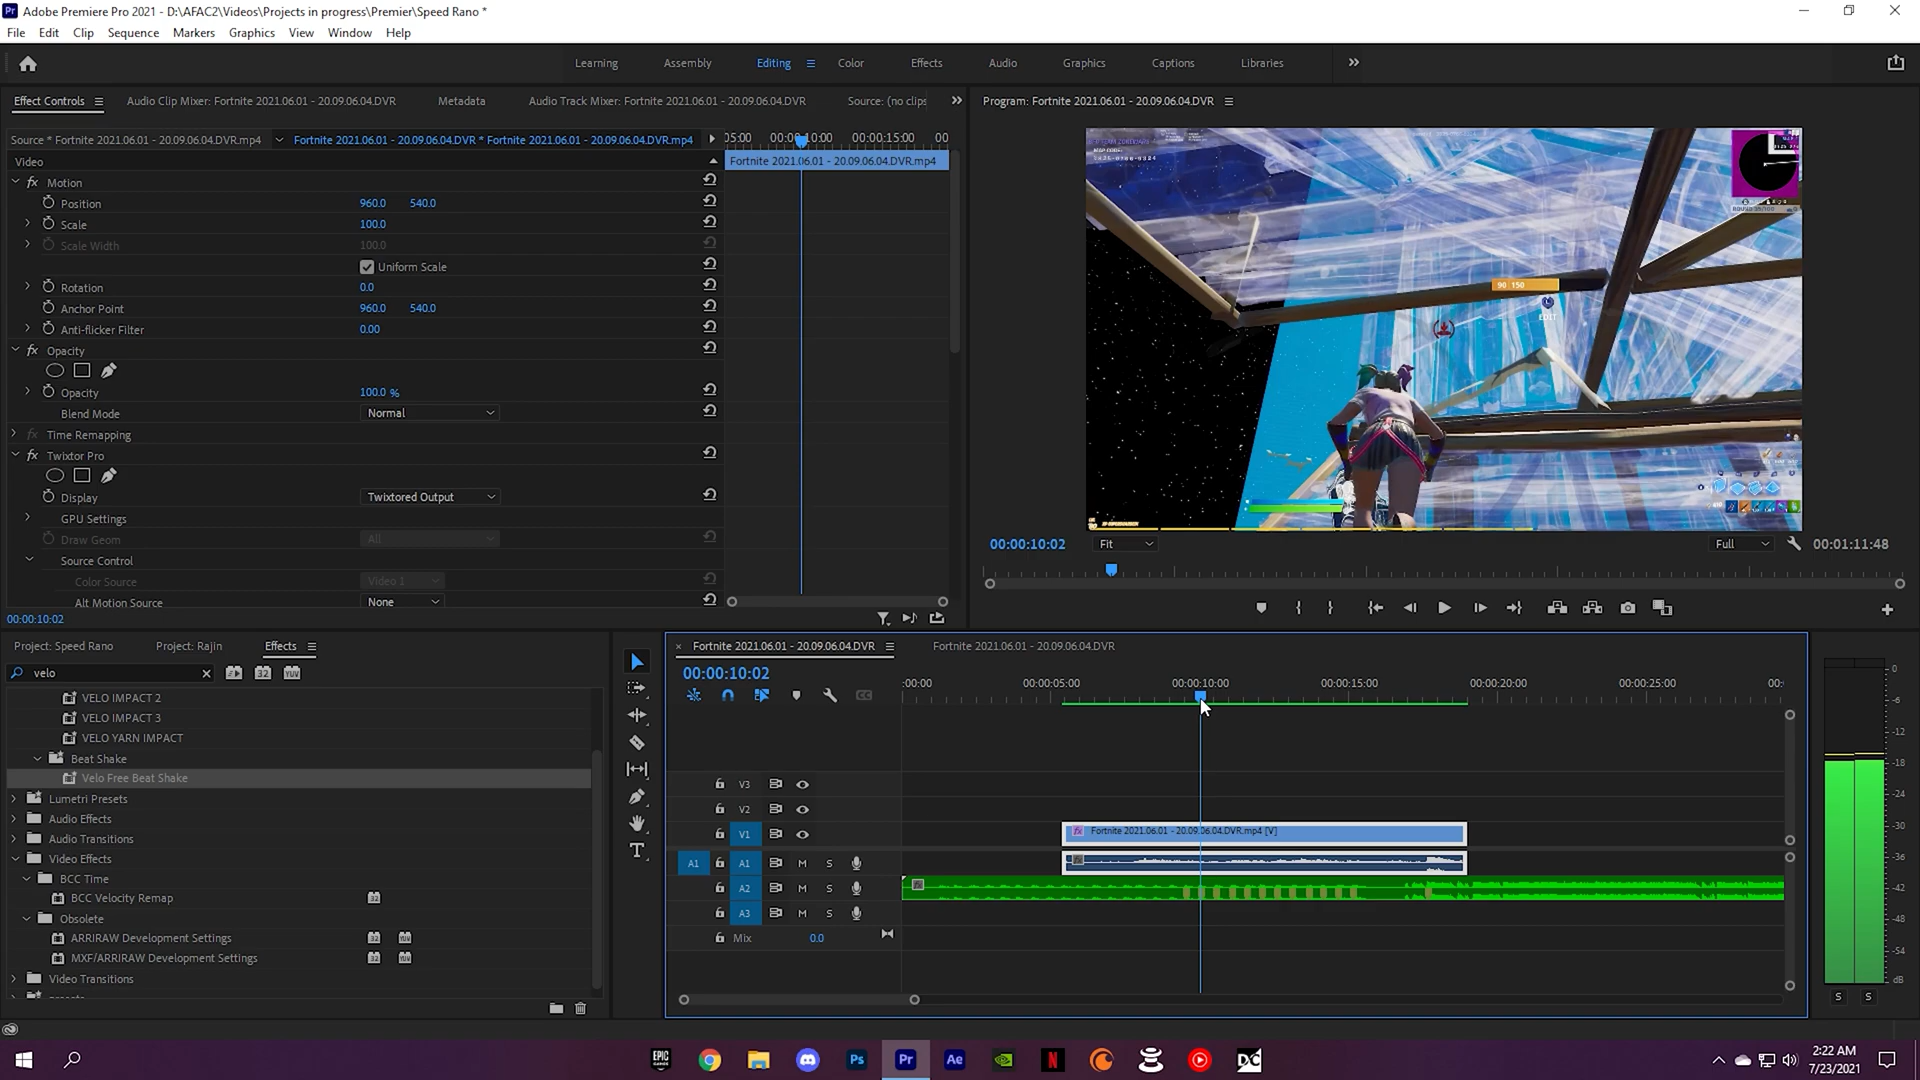 Adobe Premiere Pro 2021 - D:\AFAC2\Videos\Projects in progress\Premier\Speed Rano *
File Edit Clip Sequence Markers Graphics View Window Help
Learning Assembly Editing Color Effects Audio Graphics Captions Libraries
Effect Controls Audio Clip Mixer: Fortnite 2021.06.01 - 20.09.06.04.DVR Metadata Audio Track Mixer: Fortnite 2021.06.01 - 20.09.06.04.DVR Source: (no clips
Program: Fortnite 2021.06.01 - 20.09.06.04.DVR
Source * Fortnite 2021.06.01 - 20.09.06.04.DVR.mp4 Fortnite 2021.06.01 - 20.09.06.04.DVR * Fortnite 2021.06.01 - 20.09.06.04.DVR.mp4
05:00 00:00:10:00 00:00:15:00 00
Video
Fortnite 2021.06.01 - 20.09.06.04.DVR.mp4
fx Motion
Position 960.0 540.0
Scale 100.0
Scale Width 100.0
Uniform Scale
Rotation 0.0
Anchor Point 960.0 540.0
Anti-flicker Filter 0.00
fx Opacity
Opacity 100.0 %
Blend Mode Normal
fx Time Remapping
fx Twixtor Pro
Display Twixtored Output
GPU Settings
Draw Geom All
Source Control
Color Source Video 1
Alt Motion Source None
00:00:10:02
90 150
EDIT
00:00:10:02 Fit Full 00:01:11:48
Project: Speed Rano Project: Rajin Effects
velo
VELO IMPACT 2
VELO IMPACT 3
VELO YARN IMPACT
Beat Shake
Velo Free Beat Shake
Lumetri Presets
Audio Effects
Audio Transitions
Video Effects
BCC Time
BCC Velocity Remap
Obsolete
ARRIRAW Development Settings
MXF/ARRIRAW Development Settings
Video Transitions
Fortnite 2021.06.01 - 20.09.06.04.DVR Fortnite 2021.06.01 - 20.09.06.04.DVR
00:00:10:02
:00:00 00:00:05:00 00:00:10:00 00:00:15:00 00:00:20:00 00:00:25:00 00:
V3
V2
V1 Fortnite 2021.06.01 - 20.09.06.04.DVR.mp4 [V]
A1 A1 M S
A2 M S
A3 M S
Mix 0.0
0
-6
-12
-18
-24
-30
-36
-42
-48
-54
dB
S S
EPIC GAMES
Ps Pr Ae N DC
2:22 AM
7/23/2021